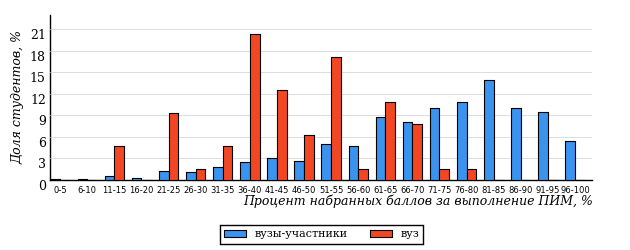 Доля студентов, %
21
18
15
12
9
6
3
0
0-5 6-10 11-15 16-20 21-25 26-30 31-35 36-40 41-45 46-50 51-55 56-60 61-65 66-70 71-75 76-80 81-85 86-90 91-95 96-100
Процент набранных баллов за выполнение ПИМ, %
вузы-участники вуз